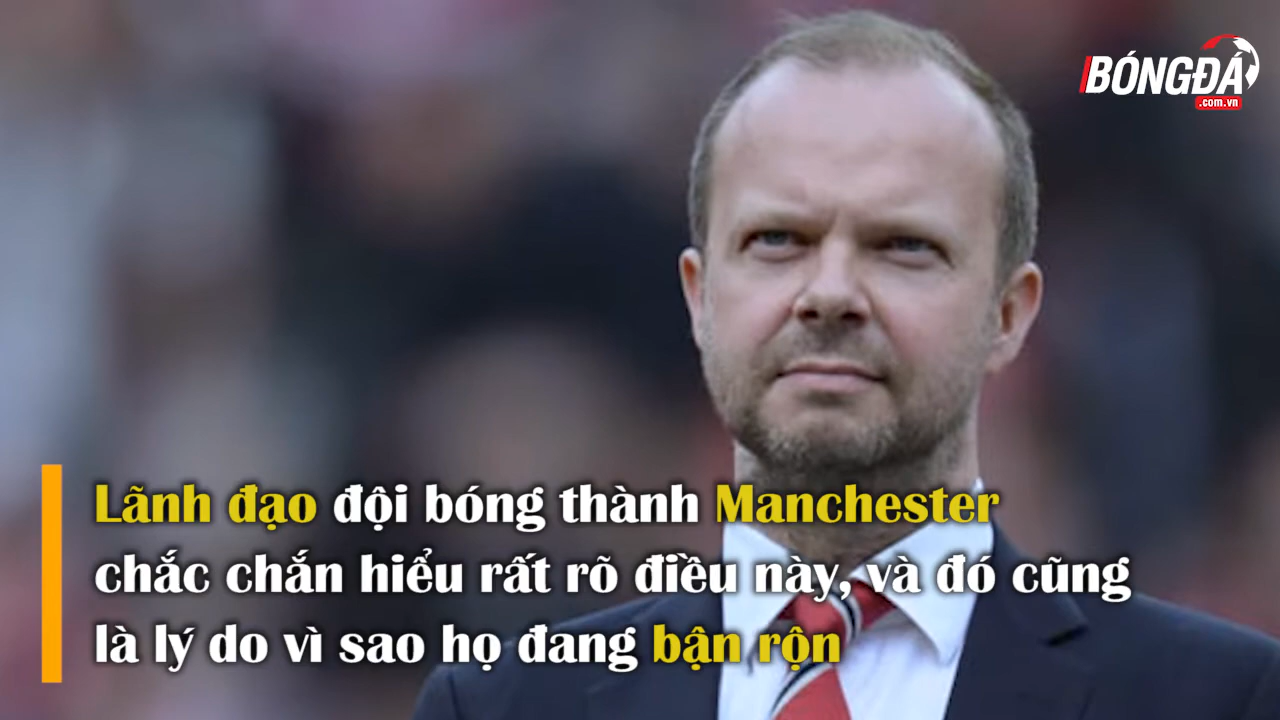 BÓNGĐÁ
.com.vn
Lãnh đạo đội bóng thành Manchester
chắc chắn hiểu rất rõ điều này, và đó cũng
là lý do vì sao họ đang bận rộn